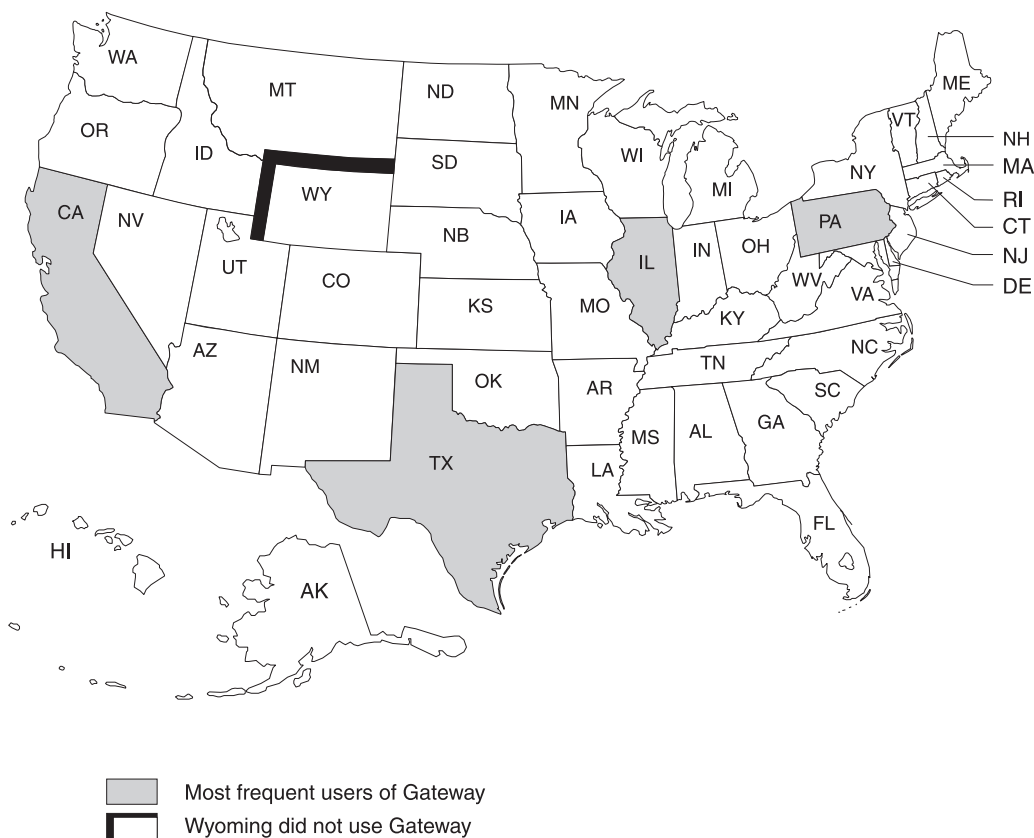 WA
MT
ND
MN
ME
VT
NH
OR
ID
SD
WI
NY
MA
WY
MI
RI
CA
NV
IA
PA
CT
NB
NJ
UT
CO
IL
IN
OH
DE
WV
VA
KS
MO
KY
AZ
NM
OK
AR
TN
NC
SC
TX
MS
AL
GA
LA
FL
HI
AK
Most frequent users of Gateway
Wyoming did not use Gateway